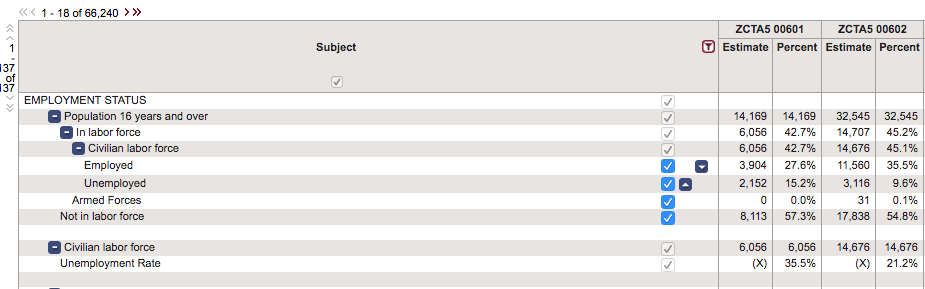 1 - 18 of 66,240
1
-
137
of
137
ZCTA5 00601 ZCTA5 00602
Subject Estimate Percent Estimate Percent
EMPLOYMENT STATUS
Population 16 years and over 14,169 14,169 32,545 32,545
In labor force 6,056 42.7% 14,707 45.2%
Civilian labor force 6,056 42.7% 14,676 45.1%
Employed 3,904 27.6% 11,560 35.5%
Unemployed 2,152 15.2% 3,116 9.6%
Armed Forces 0 0.0% 31 0.1%
Not in labor force 8,113 57.3% 17,838 54.8%
Civilian labor force 6,056 6,056 14,676 14,676
Unemployment Rate (X) 35.5% (X) 21.2%